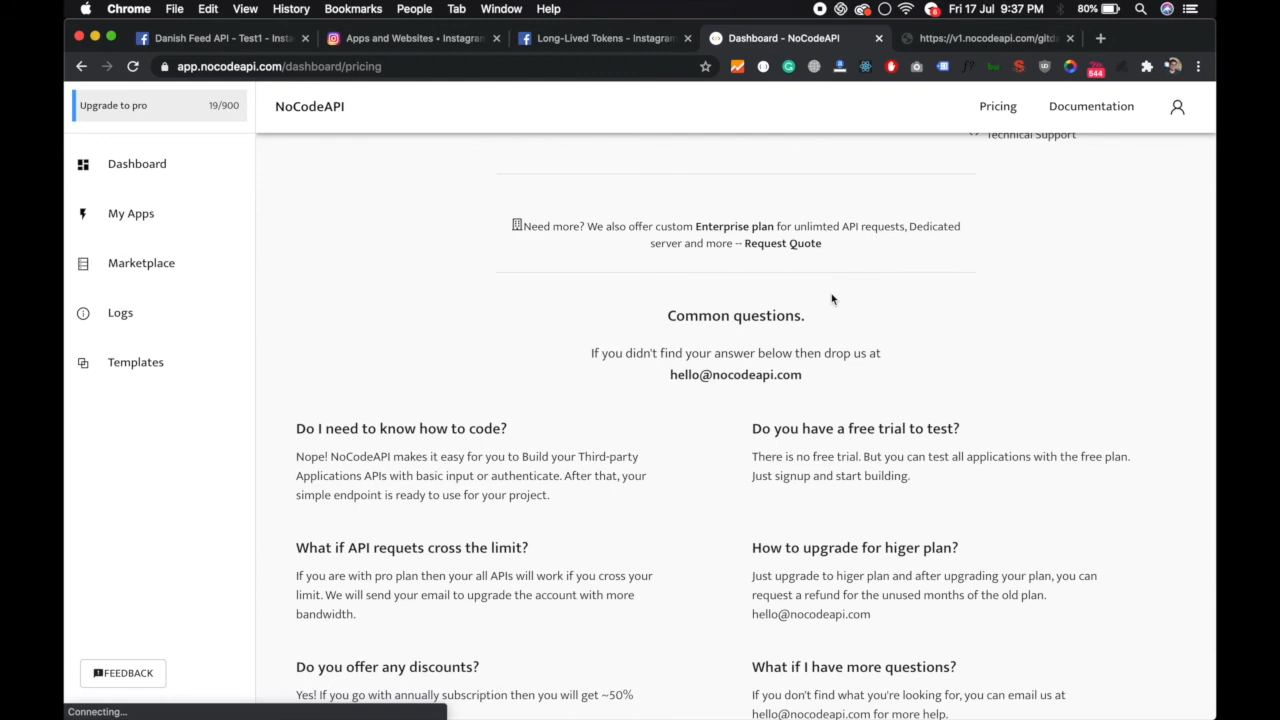 Chrome File Edit View History Bookmarks People Tab Window Help
6 Fri 17 Jul 9:37 PM 80%
Danish Feed API - Test1 - Insta
Apps and Websites • Instagram
Long-Lived Tokens - Instagram
Dashboard - NoCodeAPI
https://v1.nocodeapi.com/gitda
app.nocodeapi.com/dashboard/pricing
544
Upgrade to pro 19/900
NoCodeAPI
Pricing
Documentation
Dashboard
My Apps
Marketplace
Logs
Templates
FEEDBACK
Connecting...
Technical Support
Need more? We also offer custom Enterprise plan for unlimted API requests, Dedicated
server and more -- Request Quote
Common questions.
If you didn't find your answer below then drop us at
hello@nocodeapi.com
Do I need to know how to code?
Nope! NoCodeAPI makes it easy for you to Build your Third-party
Applications APIs with basic input or authenticate. After that, your
simple endpoint is ready to use for your project.
Do you have a free trial to test?
There is no free trial. But you can test all applications with the free plan.
Just signup and start building.
What if API requets cross the limit?
If you are with pro plan then your all APIs will work if you cross your
limit. We will send your email to upgrade the account with more
bandwidth.
How to upgrade for higer plan?
Just upgrade to higer plan and after upgrading your plan, you can
request a refund for the unused months of the old plan.
hello@nocodeapi.com
Do you offer any discounts?
Yes! If you go with annually subscription then you will get ~50%
What if I have more questions?
If you don't find what you're looking for, you can email us at
hello@nocodeapi.com for more help.